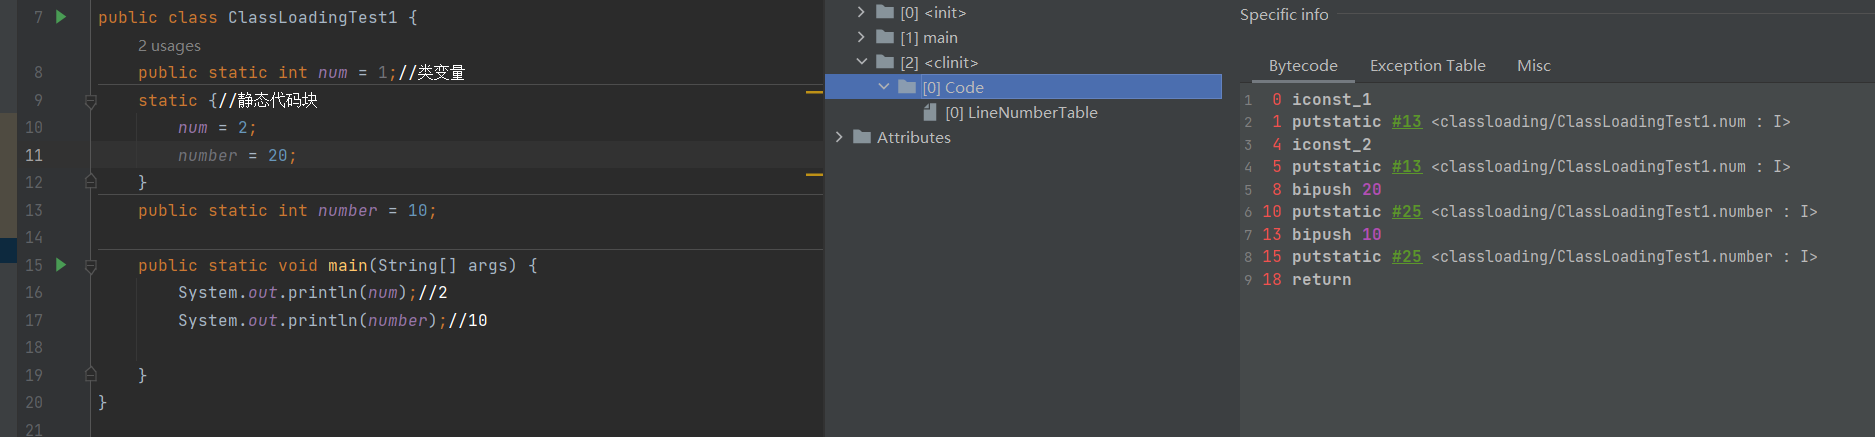 7 public class ClassLoadingTest1 {
2 usages
8 public static int num = 1;//类变量
9 static {//静态代码块
10 num = 2;
11 number = 20;
12 }
13 public static int number = 10;
14
15 public static void main(String[] args) {
16 System.out.println(num);//2
17 System.out.println(number);//10
18
19 }
20 }
21
[0] <init>
[1] main
[2] <clinit>
[0] Code
[0] LineNumberTable
Attributes
Specific info
Bytecode Exception Table Misc
1 0 iconst_1
2 1 putstatic #13 <classloading/ClassLoadingTest1.num : I>
3 4 iconst_2
4 5 putstatic #13 <classloading/ClassLoadingTest1.num : I>
5 8 bipush 20
6 10 putstatic #25 <classloading/ClassLoadingTest1.number : I>
7 13 bipush 10
8 15 putstatic #25 <classloading/ClassLoadingTest1.number : I>
9 18 return